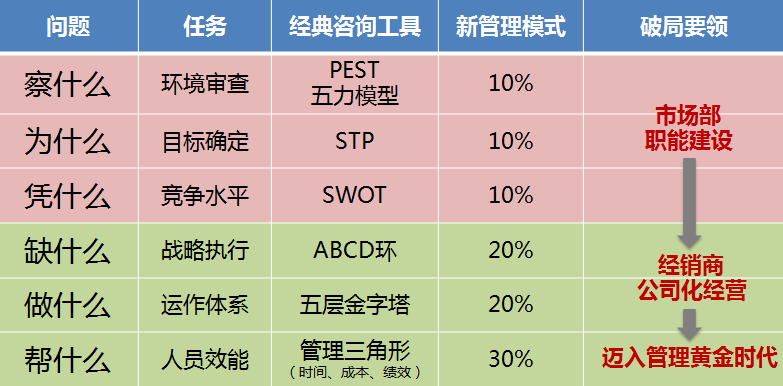 问题 任务 经典咨询工具 新管理模式 破局要领
察什么 环境审查 PEST 10%
五力模型
为什么 目标确定 STP 10%
市场部
职能建设
凭什么 竞争水平 SWOT 10%
缺什么 战略执行 ABCD环 20%
经销商
公司化经营
做什么 运作体系 五层金字塔 20%
帮什么 人员效能 管理三角形 30% 迈入管理黄金时代
（时间、成本、绩效）